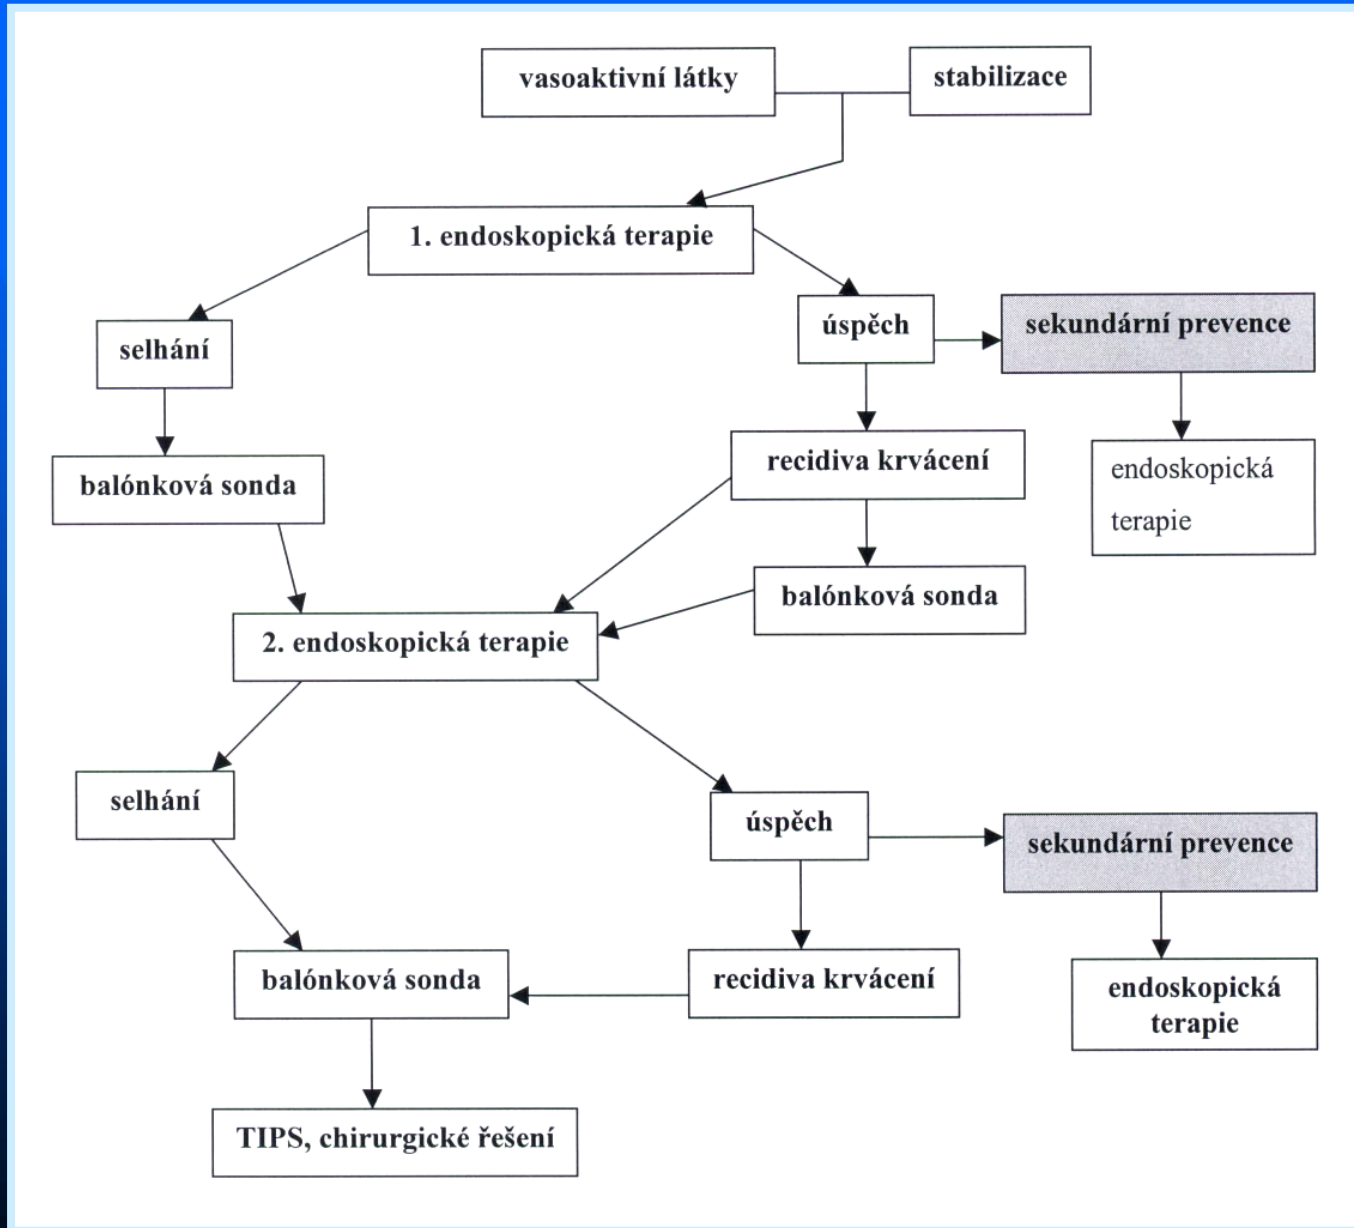 vasoaktivní látky
stabilizace
1. endoskopická terapie
selhání
úspěch
sekundární prevence
balónková sonda
recidiva krvácení
endoskopická
terapie
balónková sonda
2. endoskopická terapie
selhání
úspěch
sekundární prevence
balónková sonda
recidiva krvácení
endoskopická
terapie
TIPS, chirurgické řešení